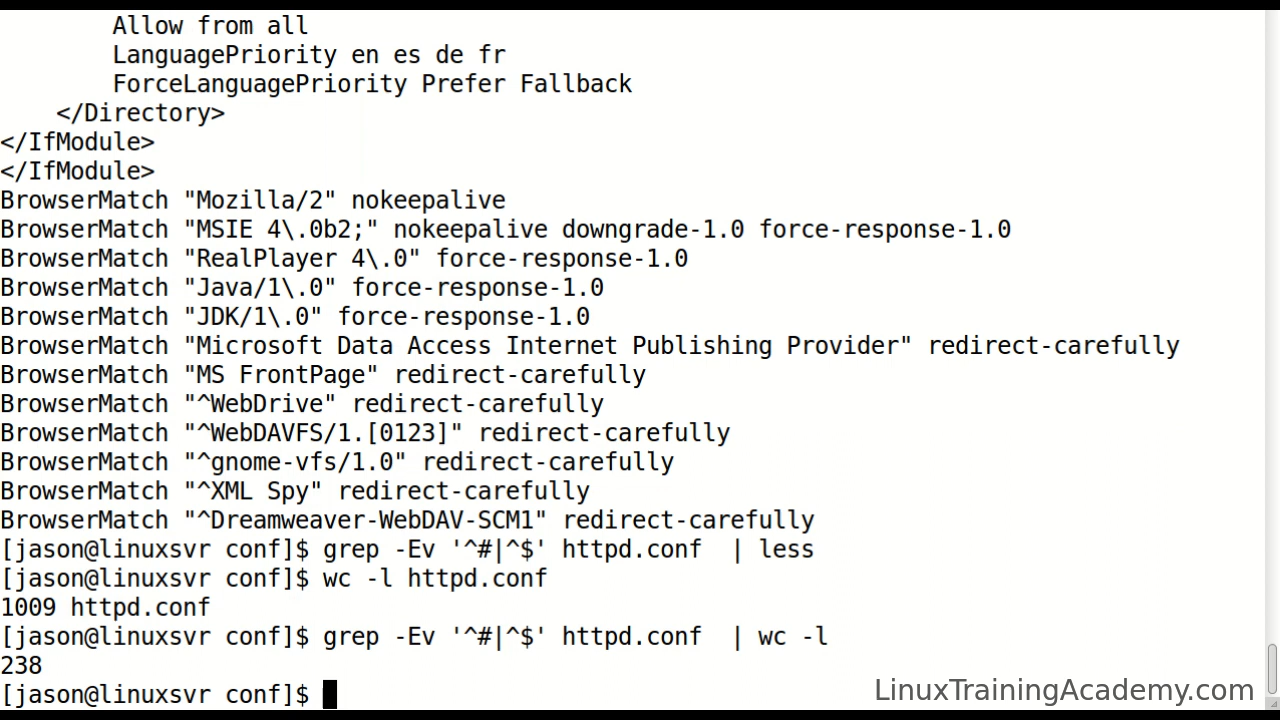 Allow from all
        LanguagePriority en es de fr
        ForceLanguagePriority Prefer Fallback
    </Directory>
</IfModule>
</IfModule>
BrowserMatch "Mozilla/2" nokeepalive
BrowserMatch "MSIE 4\.0b2;" nokeepalive downgrade-1.0 force-response-1.0
BrowserMatch "RealPlayer 4\.0" force-response-1.0
BrowserMatch "Java/1\.0" force-response-1.0
BrowserMatch "JDK/1\.0" force-response-1.0
BrowserMatch "Microsoft Data Access Internet Publishing Provider" redirect-carefully
BrowserMatch "MS FrontPage" redirect-carefully
BrowserMatch "^WebDrive" redirect-carefully
BrowserMatch "^WebDAVFS/1.[0123]" redirect-carefully
BrowserMatch "^gnome-vfs/1.0" redirect-carefully
BrowserMatch "^XML Spy" redirect-carefully
BrowserMatch "^Dreamweaver-WebDAV-SCM1" redirect-carefully
[jason@linuxsvr conf]$ grep -Ev '^#|^$' httpd.conf  | less
[jason@linuxsvr conf]$ wc -l httpd.conf
1009 httpd.conf
[jason@linuxsvr conf]$ grep -Ev '^#|^$' httpd.conf  | wc -l
238
[jason@linuxsvr conf]$
LinuxTrainingAcademy.com